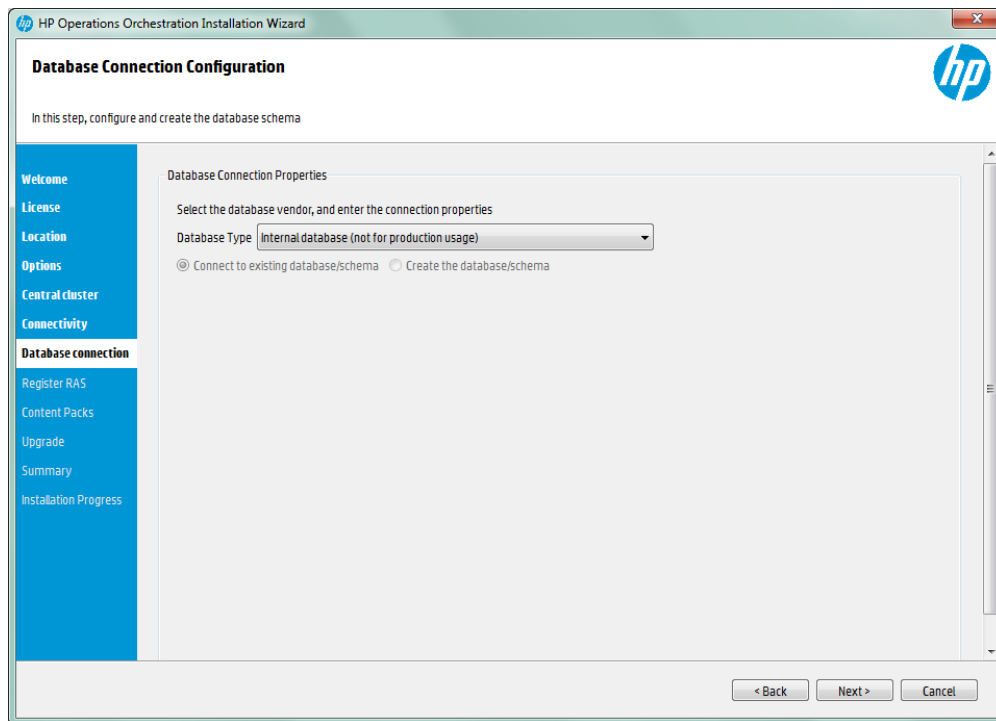 HP Operations Orchestration Installation Wizard
Database Connection Configuration
In this step, configure and create the database schema
hp
Welcome
License
Location
Options
Central cluster
Connectivity
Database connection
Register RAS
Content Packs
Upgrade
Summary
Installation Progress
Database Connection Properties
Select the database vendor, and enter the connection properties
Database Type Internal database (not for production usage)
Connect to existing database/schema Create the database/schema
< Back Next > Cancel